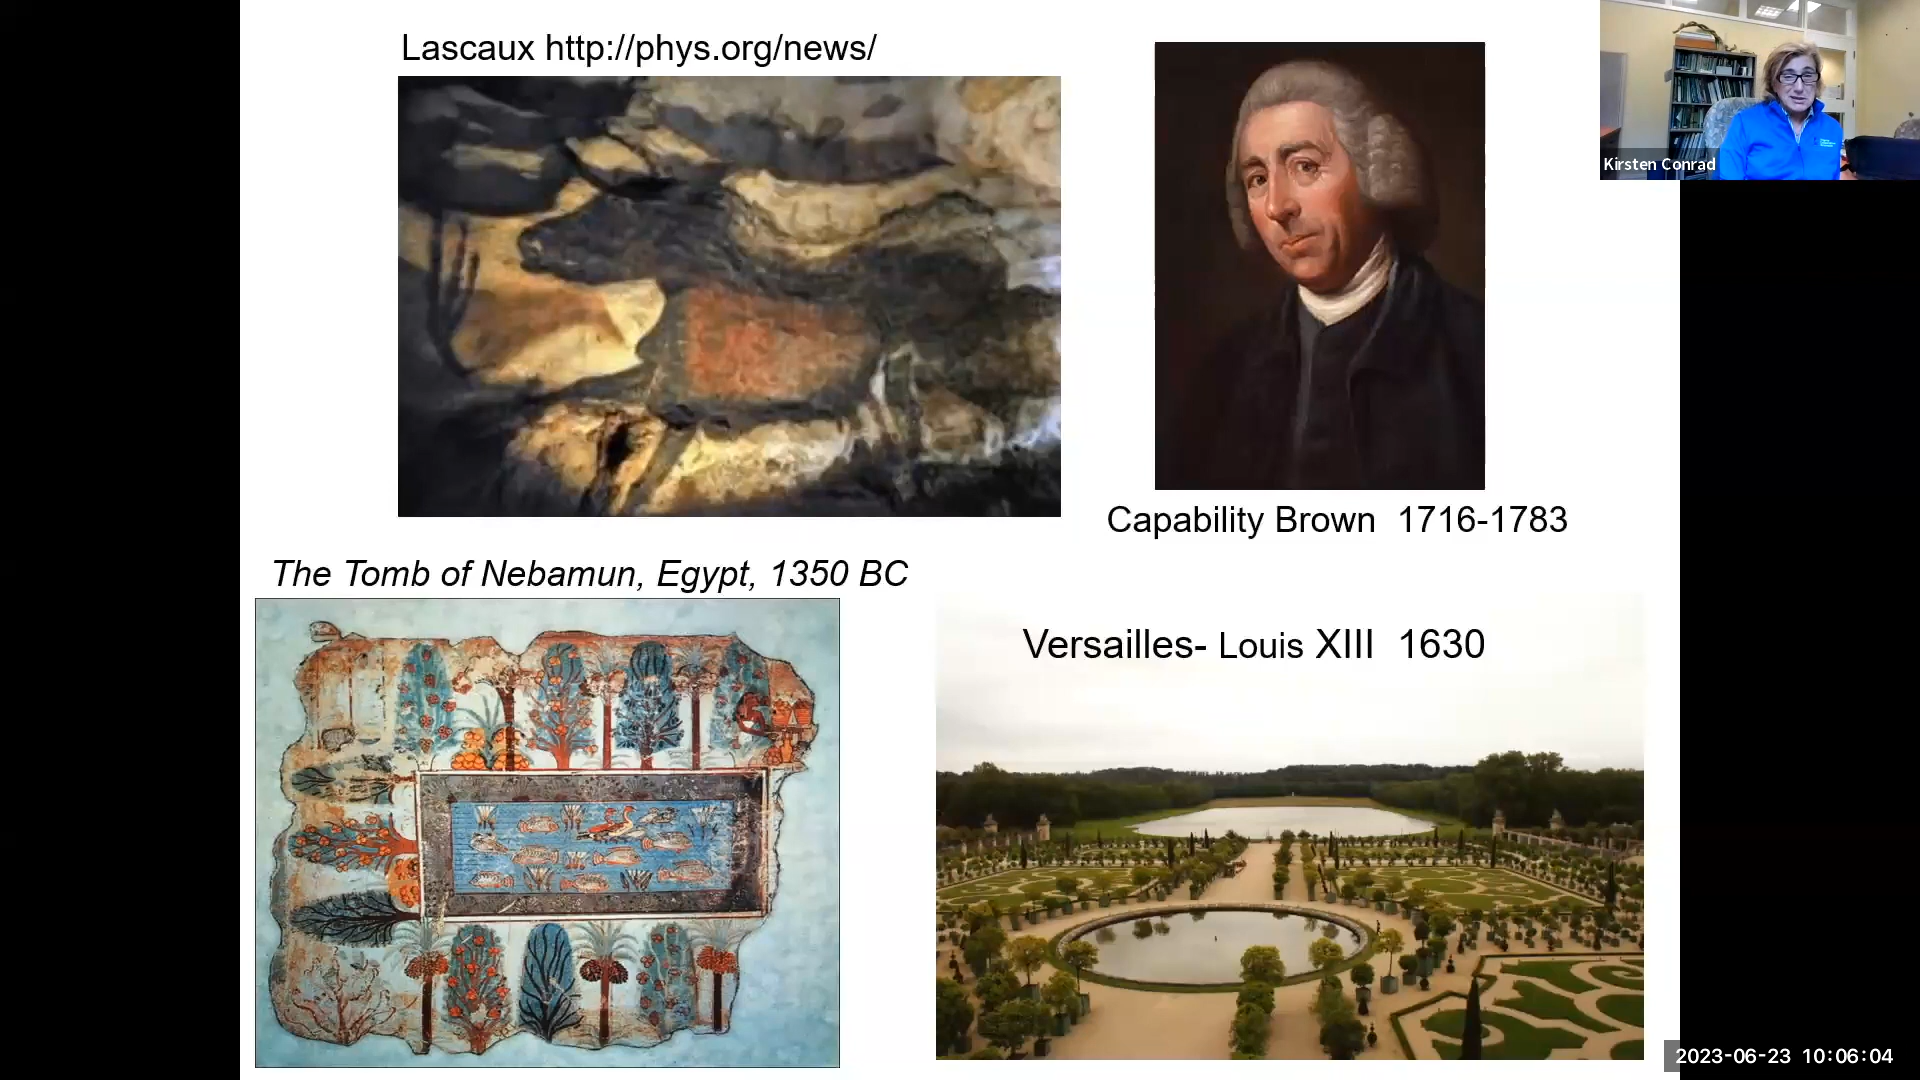 Lascaux http://phys.org/news/
Kirsten Conrad
Capability Brown 1716-1783
The Tomb of Nebamun, Egypt, 1350 BC
Versailles- Louis XIII 1630
2023-06-23 10:06:04